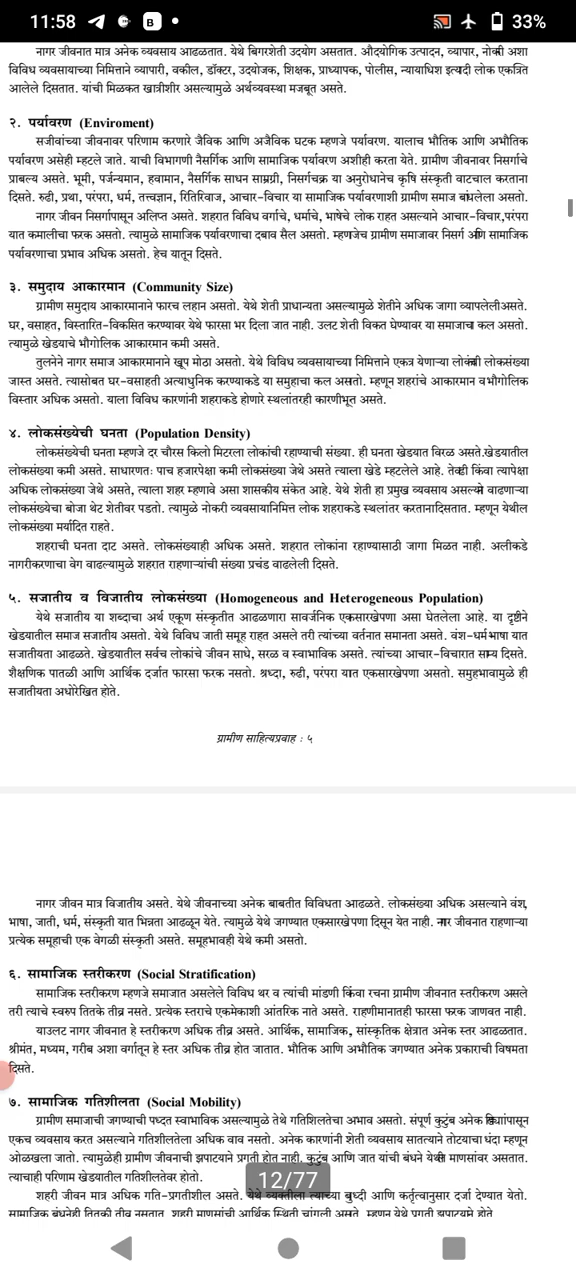 11:58
B
33%
नागर जीवनात मात्र अनेक व्यवसाय आढळतात. येथे बिगरशेती उदयोग असतात. औदयोगिक उत्पादन, व्यापार, नोकरी अशा
विविध व्यवसायाच्या निमित्ताने व्यापारी, वकील, डॉक्टर, उदयोजक, शिक्षक, प्राध्यापक, पोलीस, न्यायाधिश इत्यादी लोक एकत्रित
आलेले दिसतात. यांची मिळकत खात्रीशीर असल्यामुळे अर्थव्यवस्था मजबूत असते.
२. पर्यावरण (Enviroment)
सजीवांच्या जीवनावर परिणाम करणारे जैविक आणि अजैविक घटक म्हणजे पर्यावरण. यालाच भौतिक आणि अभौतिक
पर्यावरण असेही म्हटले जाते. याची विभागणी नैसर्गिक आणि सामाजिक पर्यावरण अशीही करता येते. ग्रामीण जीवनावर निसर्गाचे
प्राबल्य असते. भूमी, पर्जन्यमान, हवामान, नैसर्गिक साधन सामग्री, निसर्गचक्र या अनुरोधानेच कृषि संस्कृती वाटचाल करताना
दिसते. रुढी, प्रथा, परंपरा, धर्म, तत्त्वज्ञान, रितिरिवाज, आचार-विचार या सामाजिक पर्यावरणाशी ग्रामीण समाज बांधलेला असतो.
नागर जीवन निसर्गापासून अलिप्त असते. शहरात विविध वर्गाचे, धर्माचे, भाषेचे लोक राहत असल्याने आचार-विचार,परंपरा
यात कमालीचा फरक असतो. त्यामुळे सामाजिक पर्यावरणाचा दबाव सैल असतो. म्हणजेच ग्रामीण समाजावर निसर्ग आणि सामाजिक
पर्यावरणाचा प्रभाव अधिक असतो. हेच यातून दिसते.
३. समुदाय आकारमान (Community Size)
ग्रामीण समुदाय आकारमानाने फारच लहान असतो. येथे शेती प्राधान्यता असल्यामुळे शेतीने अधिक जागा व्यापलेलीअसते.
घर, वसाहत, विस्तारित-विकसित करण्यावर येथे फारसा भर दिला जात नाही. उलट शेती विकत घेण्यावर या समाजाचा कल असतो.
त्यामुळे खेडयाचे भौगोलिक आकारमान कमी असते.
तुलनेने नागर समाज आकारमानाने खूप मोठा असतो. येथे विविध व्यवसायाच्या निमित्ताने एकत्र येणाऱ्या लोकांची लोकसंख्या
जास्त असते. त्यासोबत घर-वसाहती अत्याधुनिक करण्याकडे या समुहाचा कल असतो. म्हणून शहरांचे आकारमान व भौगोलिक
विस्तार अधिक असतो. याला विविध कारणांनी शहराकडे होणारे स्थलांतरही कारणीभूत असते.
४. लोकसंख्येची घनता (Population Density)
लोकसंख्येची घनता म्हणजे दर चौरस किलो मिटरला लोकांची रहाण्याची संख्या. ही घनता खेडयात विरळ असते.खेडयातील
लोकसंख्या कमी असते. साधारणतः पाच हजारपेक्षा कमी लोकसंख्या जेथे असते त्याला खेडे म्हटलेले आहे. तेवढी किंवा त्यापेक्षा
अधिक लोकसंख्या जेथे असते, त्याला शहर म्हणावे असा शासकीय संकेत आहे. येथे शेती हा प्रमुख व्यवसाय असल्याने वाढणाऱ्या
लोकसंख्येचा बोजा थेट शेतीवर पडतो. त्यामुळे नोकरी व्यवसायानिमित्त लोक शहराकडे स्थलांतर करतानादिसतात. म्हणून येथील
लोकसंख्या मर्यादित राहते.
शहराची घनता दाट असते. लोकसंख्याही अधिक असते. शहरात लोकांना रहाण्यासाठी जागा मिळत नाही. अलीकडे
नागरीकरणाचा वेग वाढल्यामुळे शहरात राहणाऱ्यांची संख्या प्रचंड वाढलेली दिसते.
५. सजातीय व विजातीय लोकसंख्या (Homogeneous and Heterogeneous Population)
येथे सजातीय या शब्दाचा अर्थ एकूण संस्कृतीत आढळणारा सार्वजनिक एकसारखेपणा असा घेतलेला आहे. या दृष्टीने
खेडयातील समाज सजातीय असतो. येथे विविध जाती समूह राहत असले तरी त्यांच्या वर्तनात समानता असते. वंश-धर्म-भाषा यात
सजातीयता आढळते. खेडयातील सर्वच लोकांचे जीवन साधे, सरळ व स्वाभाविक असते. त्यांच्या आचार-विचारात साम्य दिसते.
शैक्षणिक पातळी आणि आर्थिक दर्जात फारसा फरक नसतो. श्रध्दा, रुढी, परंपरा यात एकसारखेपणा असतो. समुहभावामुळे ही
सजातीयता अधोरेखित होते.
ग्रामीण साहित्यप्रवाह : ५
नागर जीवन मात्र विजातीय असते. येथे जीवनाच्या अनेक बाबतीत विविधता आढळते. लोकसंख्या अधिक असल्याने वंश,
भाषा, जाती, धर्म, संस्कृती यात भिन्नता आढळून येते. त्यामुळे येथे जगण्यात एकसारखेपणा दिसून येत नाही. नागर जीवनात राहणाऱ्या
प्रत्येक समूहाची एक वेगळी संस्कृती असते. समूहभावही येथे कमी असतो.
६. सामाजिक स्तरीकरण (Social Stratification)
सामाजिक स्तरीकरण म्हणजे समाजात असलेले विविध थर व त्यांची मांडणी किंवा रचना ग्रामीण जीवनात स्तरीकरण असले
तरी त्याचे स्वरुप तितके तीव्र नसते. प्रत्येक स्तराचे एकमेकाशी आंतरिक नाते असते. राहणीमानातही फारस फरक जाणवत नाही.
याउलट नागर जीवनात हे स्तरीकरण अधिक तीव्र असते. आर्थिक, सामाजिक, सांस्कृतिक क्षेत्रात अनेक स्तर आढळतात.
श्रीमंत, मध्यम, गरीब अशा वर्गातून हे स्तर अधिक तीव्र होत जातात. भौतिक आणि अभौतिक जगण्यात अनेक प्रकाराची विषमता
दिसते.
७. सामाजिक गतिशीलता (Social Mobility)
ग्रामीण समाजाची जगण्याची पध्दत स्वाभाविक असल्यामुळे तेथे गतिशिलतेचा अभाव असतो. संपूर्ण कुटुंब अनेक पिढ्यांपासून
एकच व्यवसाय करत असल्याने गतिशीलतेला अधिक वाव नसतो. अनेक कारणांनी शेती व्यवसाय सातत्याने तोटयाचा धंदा म्हणून
ओळखला जातो. त्यामुळेही ग्रामीण जीवनाची झपाटयाने प्रगती होत नाही. कुटुंब आणि जात यांची बंधने येथील माणसांवर असतात.
त्याचाही परिणाम खेडयातील गतिशीलतेवर होतो.
12/77
शहरी जीवन मात्र अधिक गति-प्रगतीशील असते. येथे व्यक्तीला त्याच्या बुध्दी आणि कर्तृत्वानुसार दर्जा देण्यात येतो.
सामाजिक बंधनेही तितकी तीव्र नसतात. शहरी माणसांची आर्थिक स्थिती चांगली असते. म्हणून येथे प्रगती झपाटयाने होते